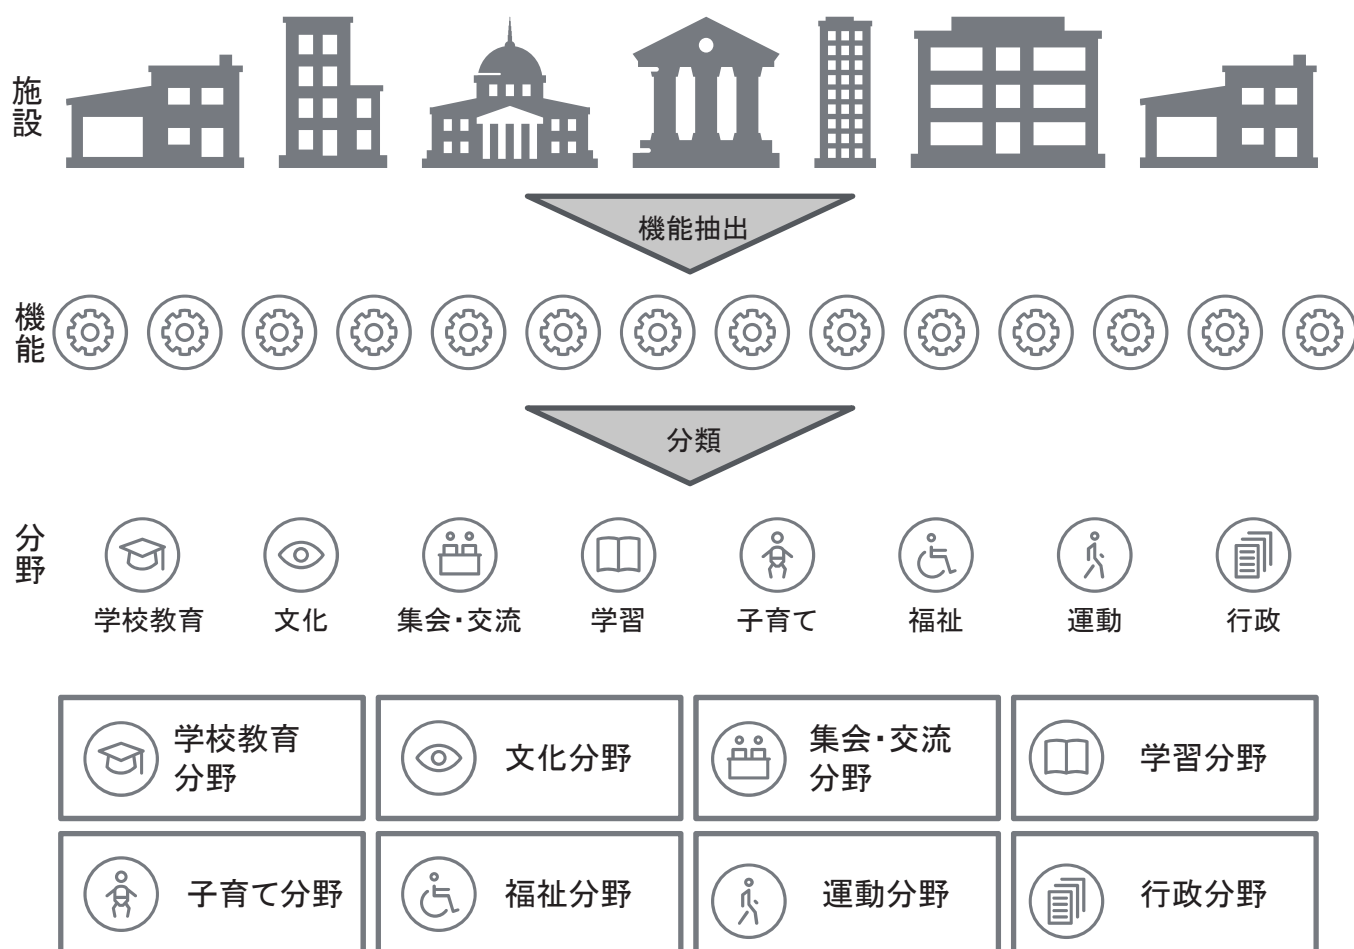 施設
機能抽出
機能
分類
分野
学校教育
文化
集会・交流
学習
子育て
福祉
運動
行政
学校教育
分野
文化分野
集会・交流
分野
学習分野
子育て分野
福祉分野
運動分野
行政分野